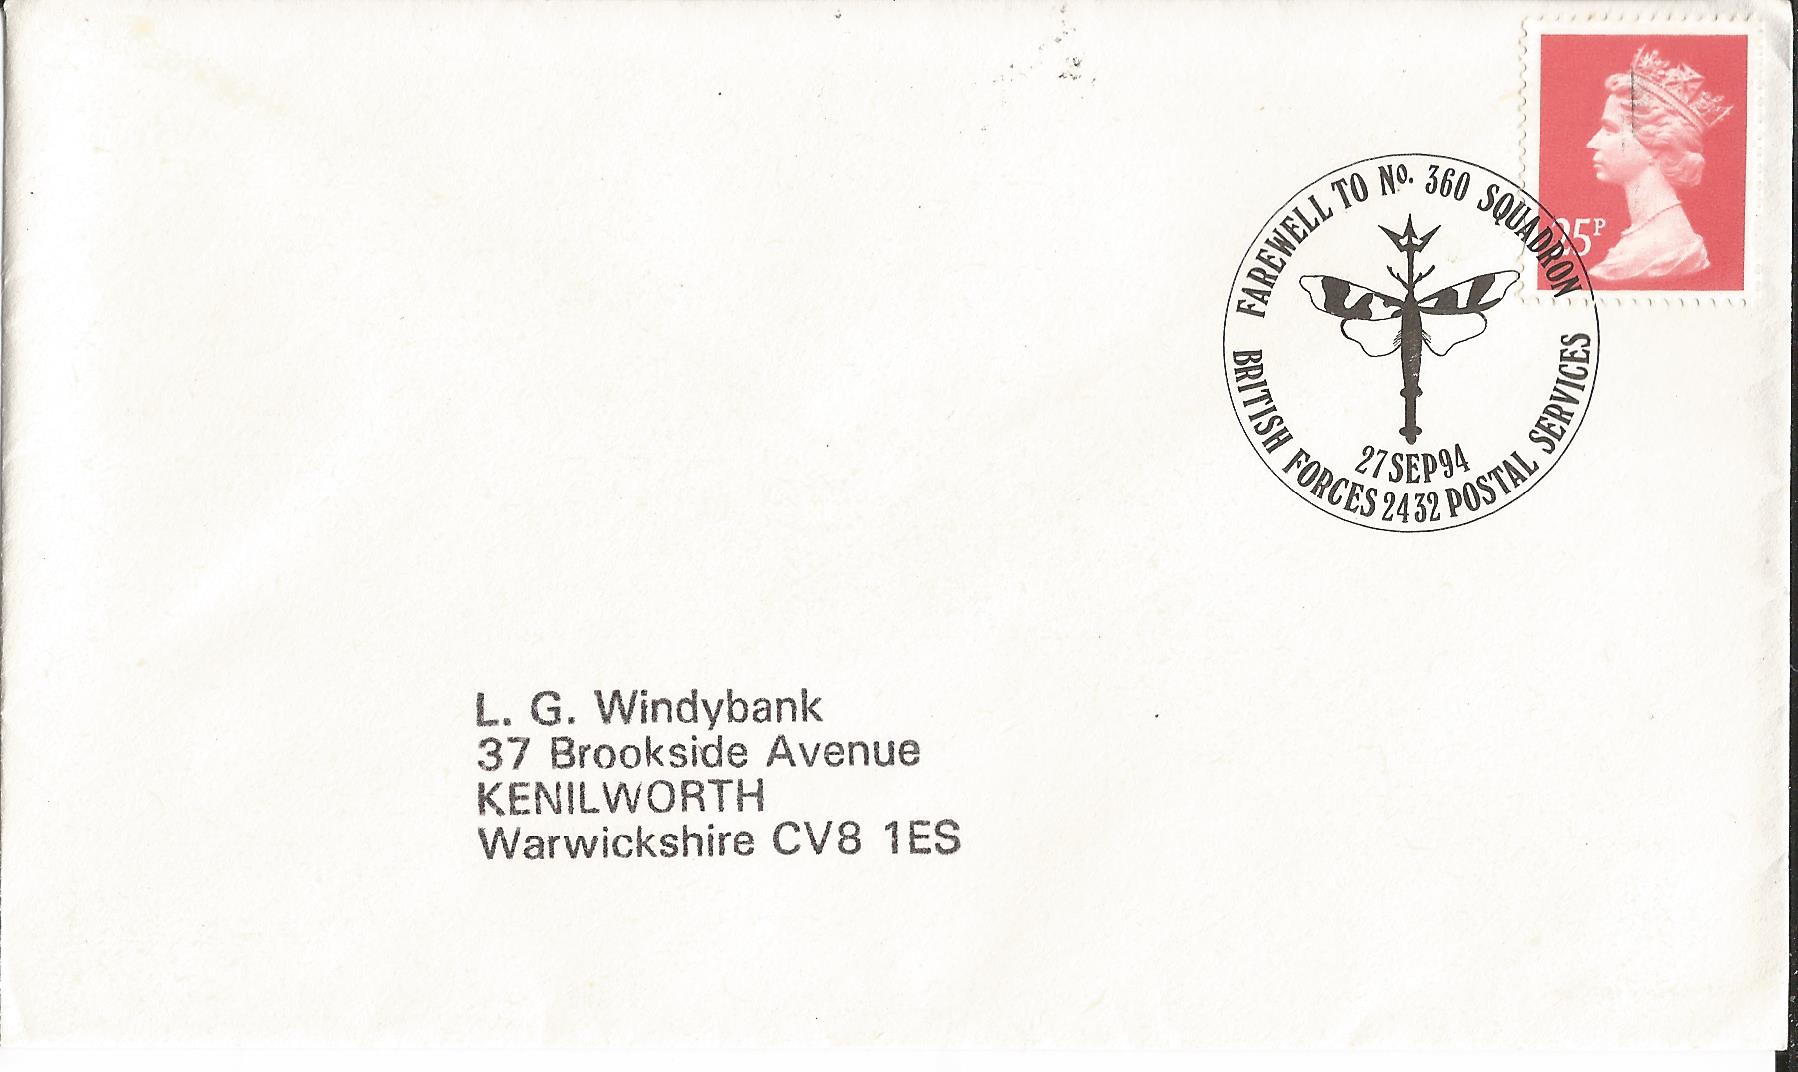 FAREWELL TO No. 360 SQUADRON
27 SEP 94
BRITISH FORCES 2432 POSTAL SERVICES
25P
L. G. Windybank
37 Brookside Avenue
KENILWORTH
Warwickshire CV8 1ES